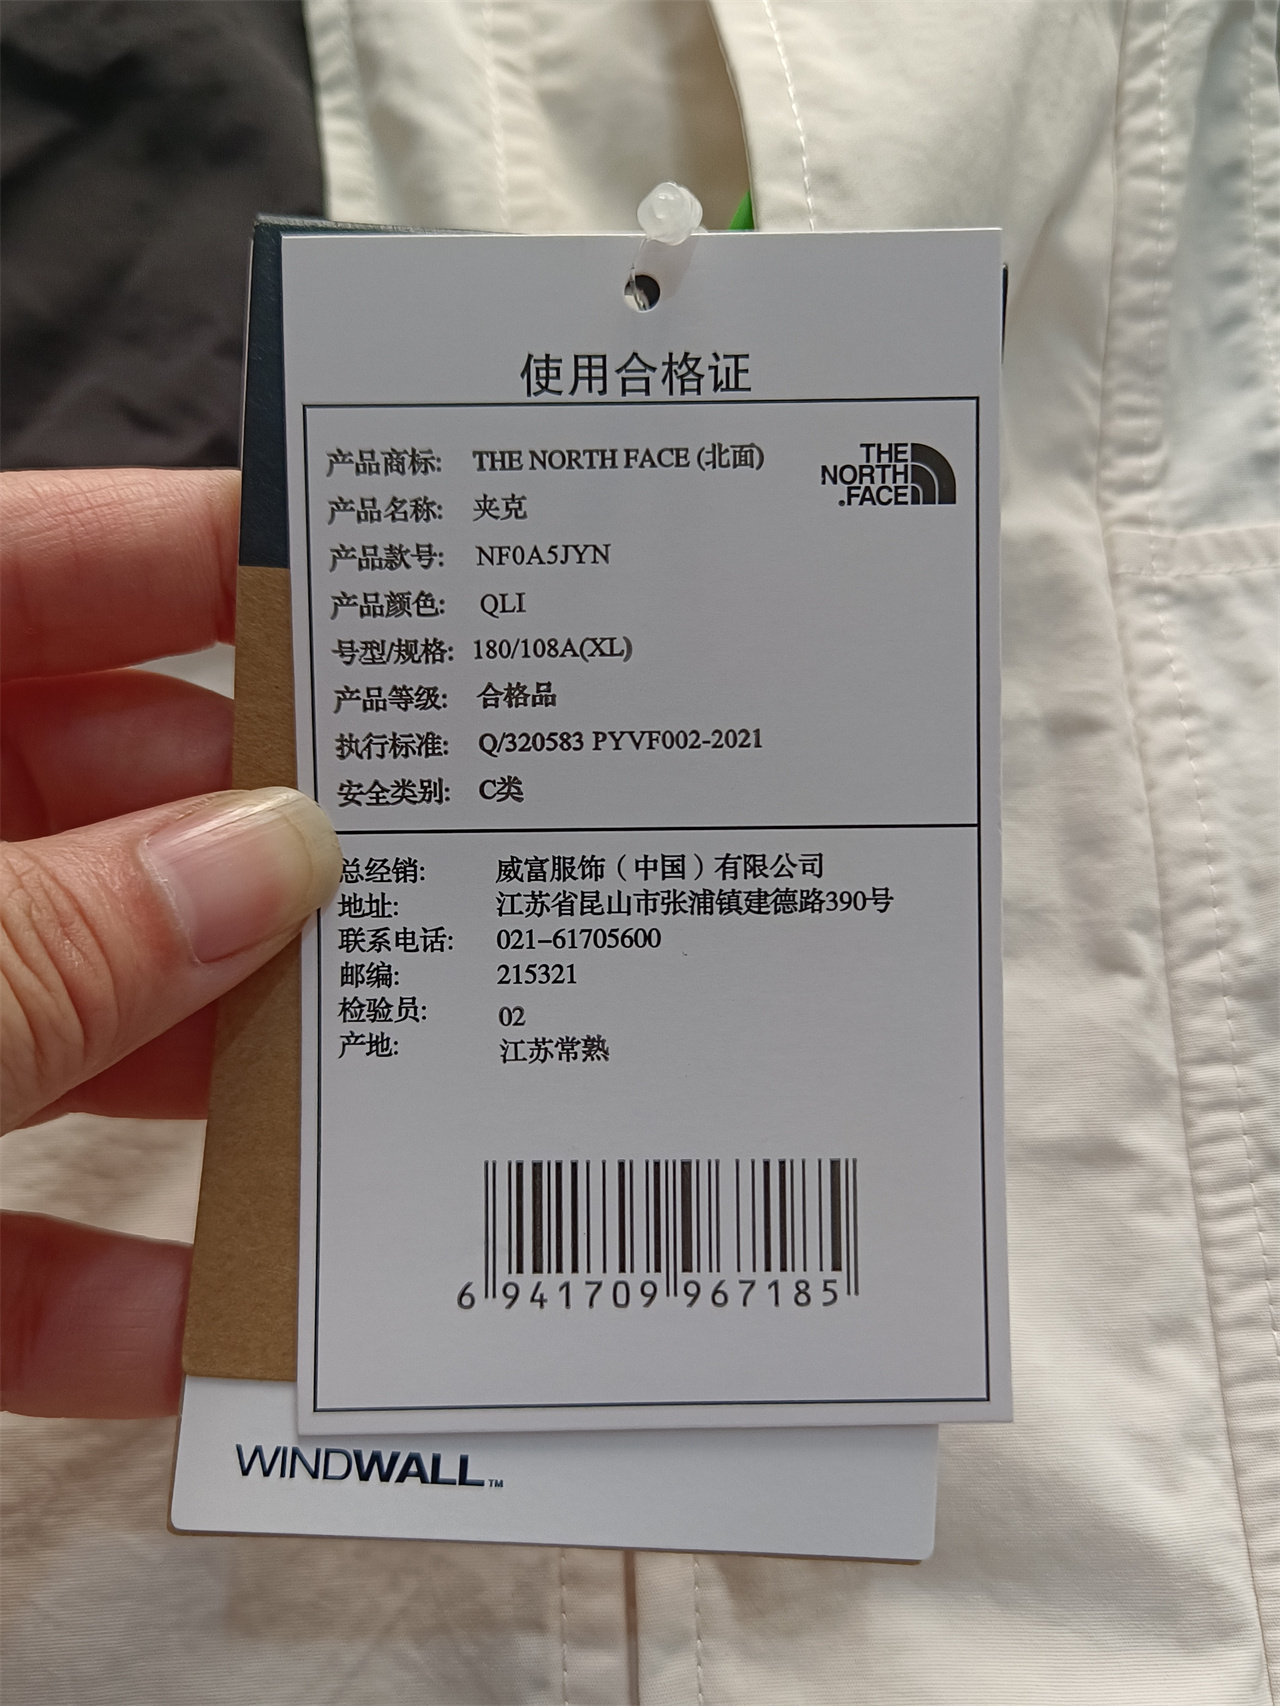 使用合格证
产品商标: THE NORTH FACE (北面)
THE
NORTH
FACE
产品名称: 夹克
产品款号: NF0A5JYN
产品颜色: QLI
号型/规格: 180/108A(XL)
产品等级: 合格品
执行标准: Q/320583 PYVF002-2021
安全类别: C类
总经销: 威富服饰（中国）有限公司
地址: 江苏省昆山市张浦镇建德路390号
联系电话: 021-61705600
邮编: 215321
检验员: 02
产地: 江苏常熟
6 941709 967185
WINDWALL™